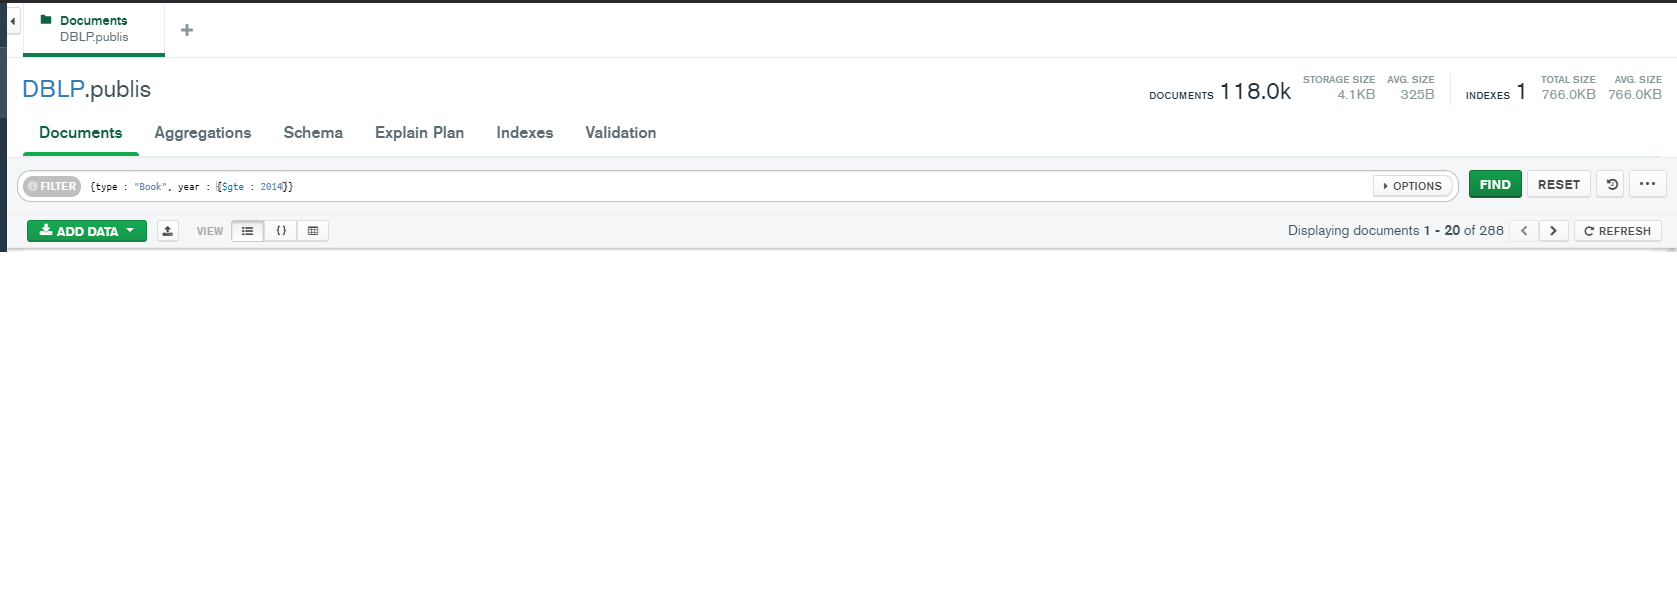 Documents
DBLP.publis
DBLP.publis
DOCUMENTS 118.0k STORAGE SIZE 4.1KB AVG. SIZE 325B INDEXES 1 TOTAL SIZE 766.0KB AVG. SIZE 766.0KB
Documents Aggregations Schema Explain Plan Indexes Validation
FILTER {type : "Book", year : {$gte : 2014}} OPTIONS FIND RESET ...
ADD DATA VIEW {} Displaying documents 1 - 20 of 288 < > REFRESH